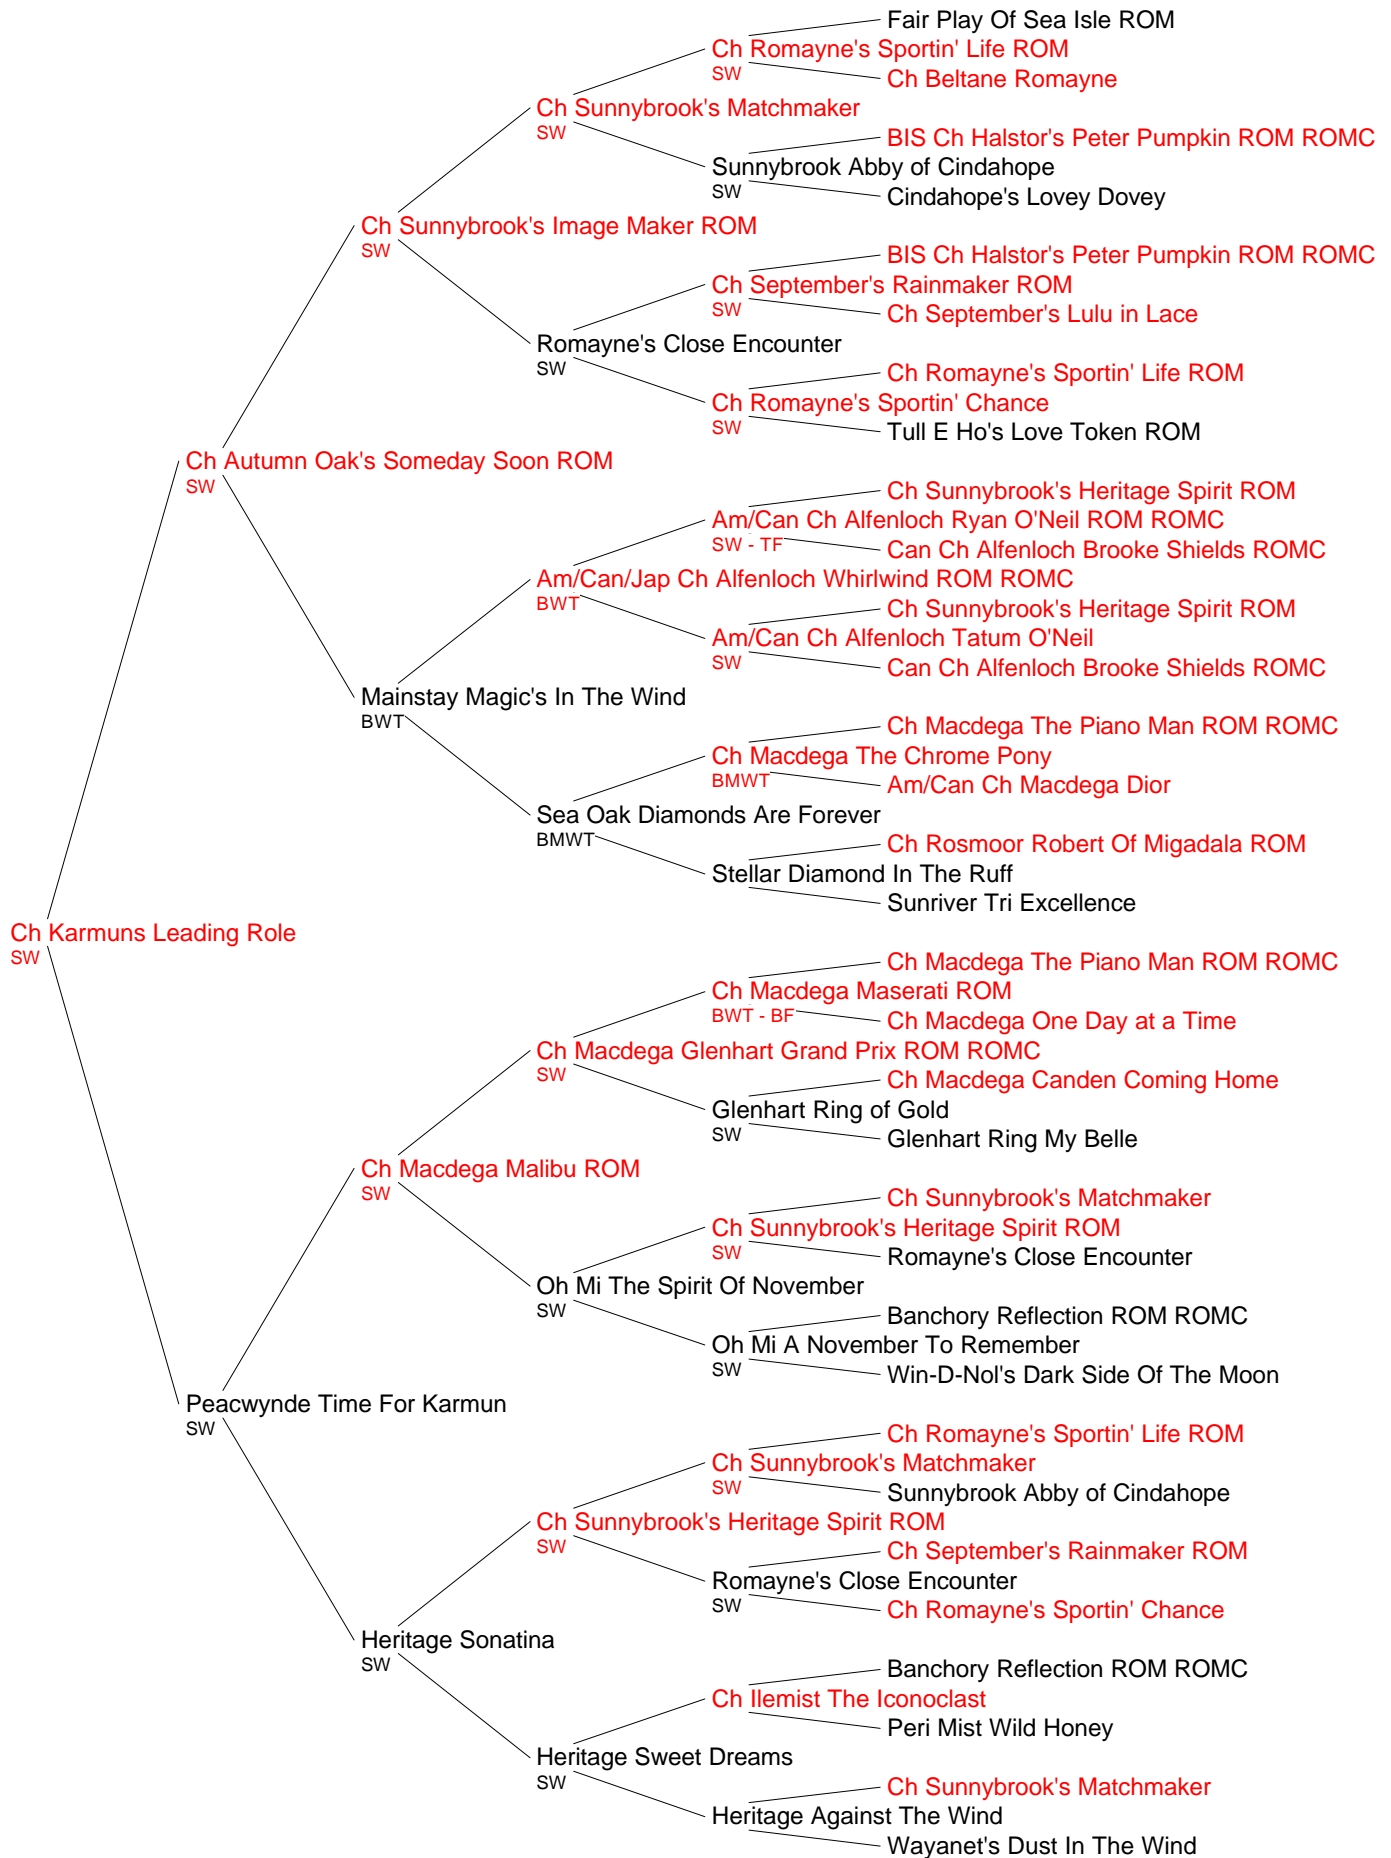 Fair Play Of Sea Isle ROM
Ch Romayne's Sportin' Life ROM
SW
Ch Beltane Romayne
Ch Sunnybrook's Matchmaker
SW
BIS Ch Halstor's Peter Pumpkin ROM ROMC
Sunnybrook Abby of Cindahope
SW
Cindahope's Lovey Dovey
Ch Sunnybrook's Image Maker ROM
SW
BIS Ch Halstor's Peter Pumpkin ROM ROMC
Ch September's Rainmaker ROM
SW
Ch September's Lulu in Lace
Romayne's Close Encounter
SW
Ch Romayne's Sportin' Life ROM
Ch Romayne's Sportin' Chance
SW
Tull E Ho's Love Token ROM
Ch Autumn Oak's Someday Soon ROM
SW
Ch Sunnybrook's Heritage Spirit ROM
Am/Can Ch Alfenloch Ryan O'Neil ROM ROMC
SW - TF
Can Ch Alfenloch Brooke Shields ROMC
Am/Can/Jap Ch Alfenloch Whirlwind ROM ROMC
BWT
Ch Sunnybrook's Heritage Spirit ROM
Am/Can Ch Alfenloch Tatum O'Neil
SW
Can Ch Alfenloch Brooke Shields ROMC
Mainstay Magic's In The Wind
BWT
Ch Macdega The Piano Man ROM ROMC
Ch Macdega The Chrome Pony
BMWT
Am/Can Ch Macdega Dior
Sea Oak Diamonds Are Forever
BMWT
Ch Rosmoor Robert Of Migadala ROM
Stellar Diamond In The Ruff
Sunriver Tri Excellence
Ch Karmuns Leading Role
SW
Ch Macdega The Piano Man ROM ROMC
Ch Macdega Maserati ROM
BWT - BF
Ch Macdega One Day at a Time
Ch Macdega Glenhart Grand Prix ROM ROMC
SW
Ch Macdega Canden Coming Home
Glenhart Ring of Gold
SW
Glenhart Ring My Belle
Ch Macdega Malibu ROM
SW
Ch Sunnybrook's Matchmaker
Ch Sunnybrook's Heritage Spirit ROM
SW
Romayne's Close Encounter
Oh Mi The Spirit Of November
SW
Banchory Reflection ROM ROMC
Oh Mi A November To Remember
SW
Win-D-Nol's Dark Side Of The Moon
Peacwynde Time For Karmun
SW
Ch Romayne's Sportin' Life ROM
Ch Sunnybrook's Matchmaker
SW
Sunnybrook Abby of Cindahope
Ch Sunnybrook's Heritage Spirit ROM
SW
Ch September's Rainmaker ROM
Romayne's Close Encounter
SW
Ch Romayne's Sportin' Chance
Heritage Sonatina
SW
Banchory Reflection ROM ROMC
Ch Ilemist The Iconoclast
Peri Mist Wild Honey
Heritage Sweet Dreams
SW
Ch Sunnybrook's Matchmaker
Heritage Against The Wind
Wayanet's Dust In The Wind